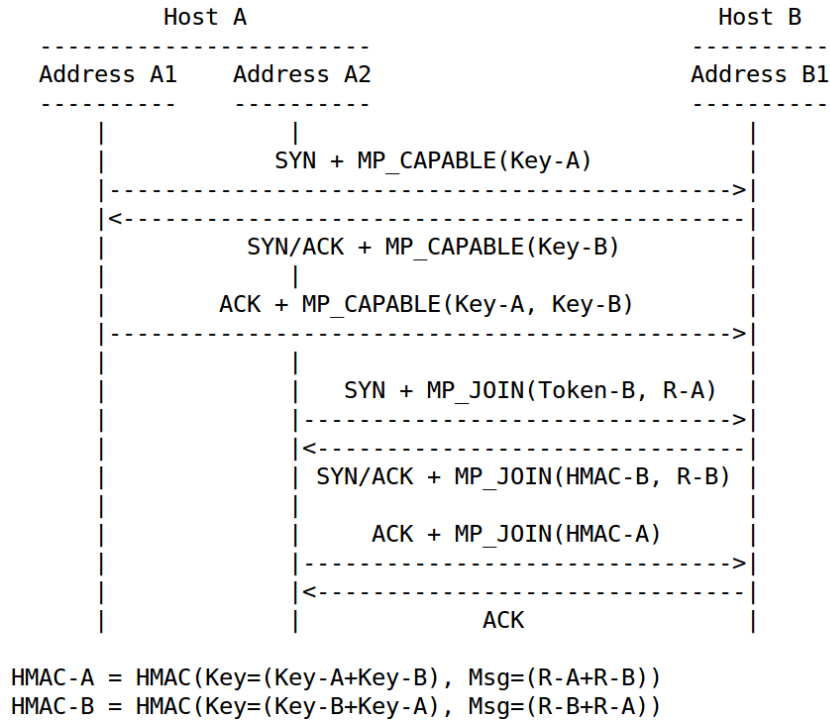 Host A Host B
Address A1 Address A2 Address B1
SYN + MP_CAPABLE(Key-A)
SYN/ACK + MP_CAPABLE(Key-B)
ACK + MP_CAPABLE(Key-A, Key-B)
SYN + MP_JOIN(Token-B, R-A)
SYN/ACK + MP_JOIN(HMAC-B, R-B)
ACK + MP_JOIN(HMAC-A)
ACK
HMAC-A = HMAC(Key=(Key-A+Key-B), Msg=(R-A+R-B))
HMAC-B = HMAC(Key=(Key-B+Key-A), Msg=(R-B+R-A))